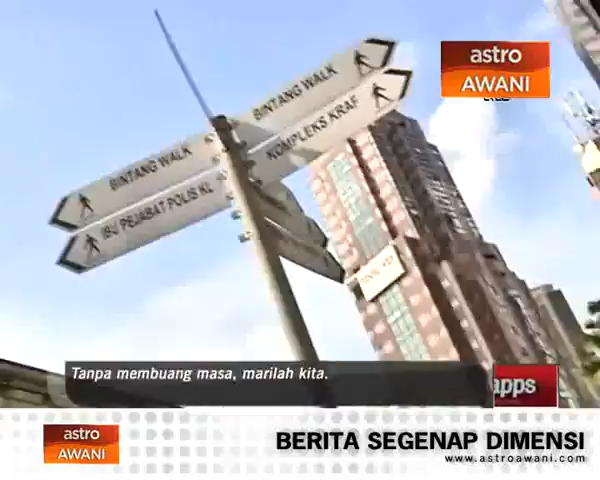 astro
AWANI
BINTANG WALK
KOMPLEKS KRAF
BINTANG WALK
IBU PEJABAT POLIS KL
Tanpa membuang masa, marilah kita.
apps
astro
AWANI
BERITA SEGENAP DIMENSI
www.astroawani.com